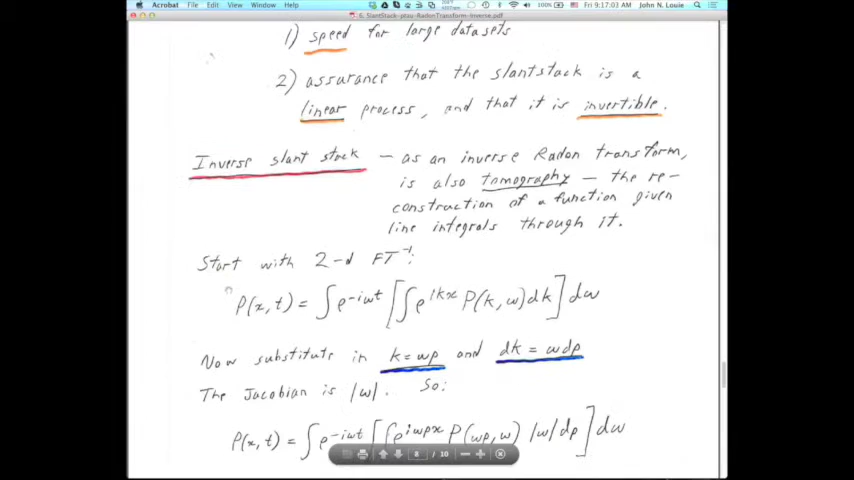 Acrobat File Edit View Window Help 100% Fri 9:17:03 AM John N. Louie
6. SlantStack-ptau-RadonTransform-Inverse.pdf
1) speed for large datasets
2) assurance that the slantstack is a
linear process, and that it is invertible.
Inverse slant stack – as an inverse Radon transform,
is also tomography – the re-
construction of a function given
line integrals through it.
Start with 2-d FT⁻¹:
P(x,t) = ∫e^{-iωt} [∫e^{ikx} P(k,ω)dk] dω
Now substitute in k=ωp and dk = ωdp
The Jacobian is |ω|. So:
P(x,t) = ∫e^{-iωt} [∫e^{iωpx} P(ωp,ω) |ω|dp] dω
8 / 10